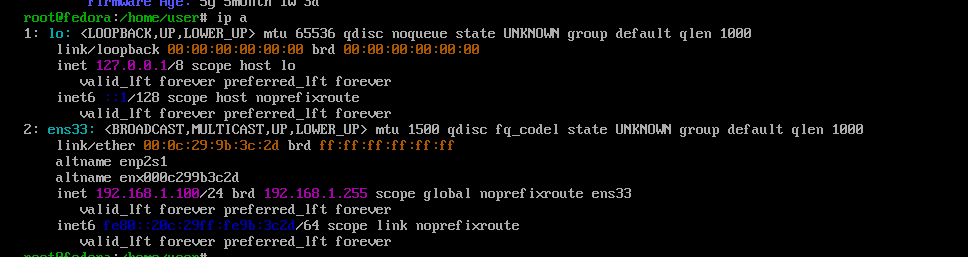 Firmware Age: 5y 5month 1w 3d
root@fedora:/home/user# ip a
1: lo: <LOOPBACK,UP,LOWER_UP> mtu 65536 qdisc noqueue state UNKNOWN group default qlen 1000
    link/loopback 00:00:00:00:00:00 brd 00:00:00:00:00:00
    inet 127.0.0.1/8 scope host lo
       valid_lft forever preferred_lft forever
    inet6 ::1/128 scope host noprefixroute
       valid_lft forever preferred_lft forever
2: ens33: <BROADCAST,MULTICAST,UP,LOWER_UP> mtu 1500 qdisc fq_codel state UNKNOWN group default qlen 1000
    link/ether 00:0c:29:9b:3c:2d brd ff:ff:ff:ff:ff:ff
    altname enp2s1
    altname enx000c299b3c2d
    inet 192.168.1.100/24 brd 192.168.1.255 scope global noprefixroute ens33
       valid_lft forever preferred_lft forever
    inet6 fe80::20c:29ff:fe9b:3c2d/64 scope link noprefixroute
       valid_lft forever preferred_lft forever
root@fedora:/home/user#